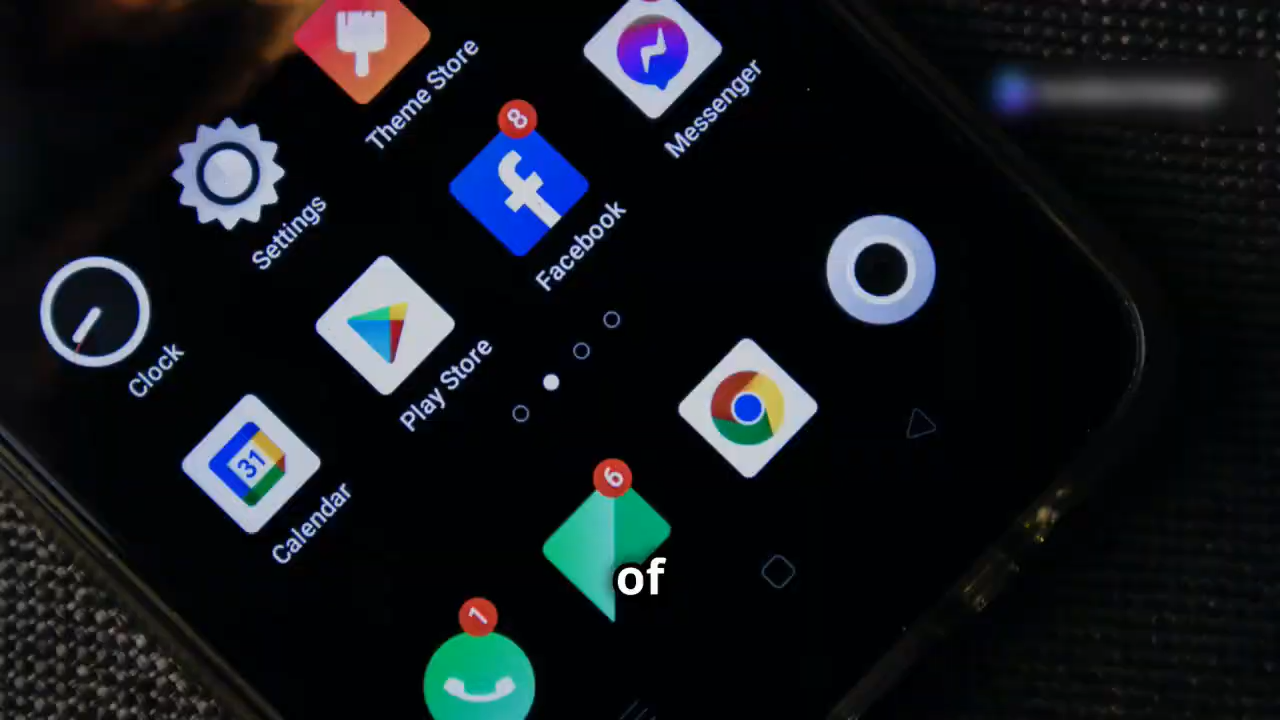 Theme Store
Messenger
8
Settings
Facebook
Clock
Play Store
31
Calendar
6
of
1